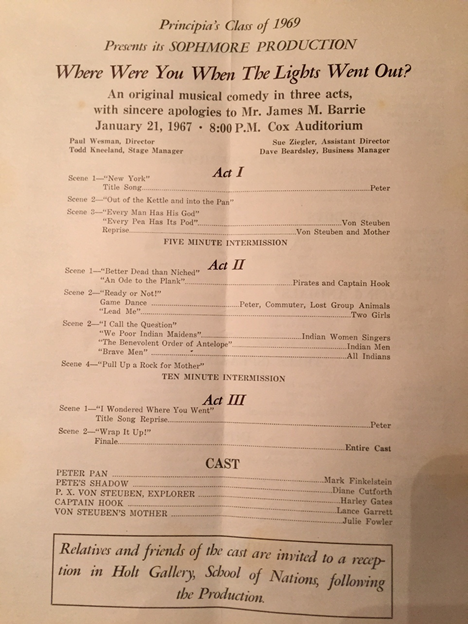 Principia's Class of 1969
Presents its SOPHMORE PRODUCTION
Where Were You When The Lights Went Out?
An original musical comedy in three acts,
with sincere apologies to Mr. James M. Barrie
January 21, 1967 • 8:00 P.M. Cox Auditorium
Paul Wesman, Director Sue Ziegler, Assistant Director
Todd Kneeland, Stage Manager Dave Beardsley, Business Manager
Act I
Scene 1—"New York"
Title Song Peter
Scene 2—"Out of the Kettle and into the Pan"
Scene 3—"Every Man Has His God"
"Every Pea Has Its Pod" Von Steuben
Reprise Von Steuben and Mother
FIVE MINUTE INTERMISSION
Act II
Scene 1—"Better Dead than Niched"
"An Ode to the Plank" Pirates and Captain Hook
Scene 2—"Ready or Not!"
Game Dance Peter, Commuter, Lost Group Animals
"Lead Me" Two Girls
Scene 2—"I Call the Question"
"We Poor Indian Maidens" Indian Women Singers
"The Benevolent Order of Antelope" Indian Men
"Brave Men" All Indians
Scene 4—"Pull Up a Rock for Mother"
TEN MINUTE INTERMISSION
Act III
Scene 1—"I Wondered Where You Went"
Title Song Reprise Peter
Scene 2—"Wrap It Up!"
Finale Entire Cast
CAST
PETER PAN Mark Finkelstein
PETE'S SHADOW Diane Cutforth
P. X. VON STEUBEN, EXPLORER Harley Gates
CAPTAIN HOOK Lance Garrett
VON STEUBEN'S MOTHER Julie Fowler
Relatives and friends of the cast are invited to a recep-
tion in Holt Gallery, School of Nations, following
the Production.